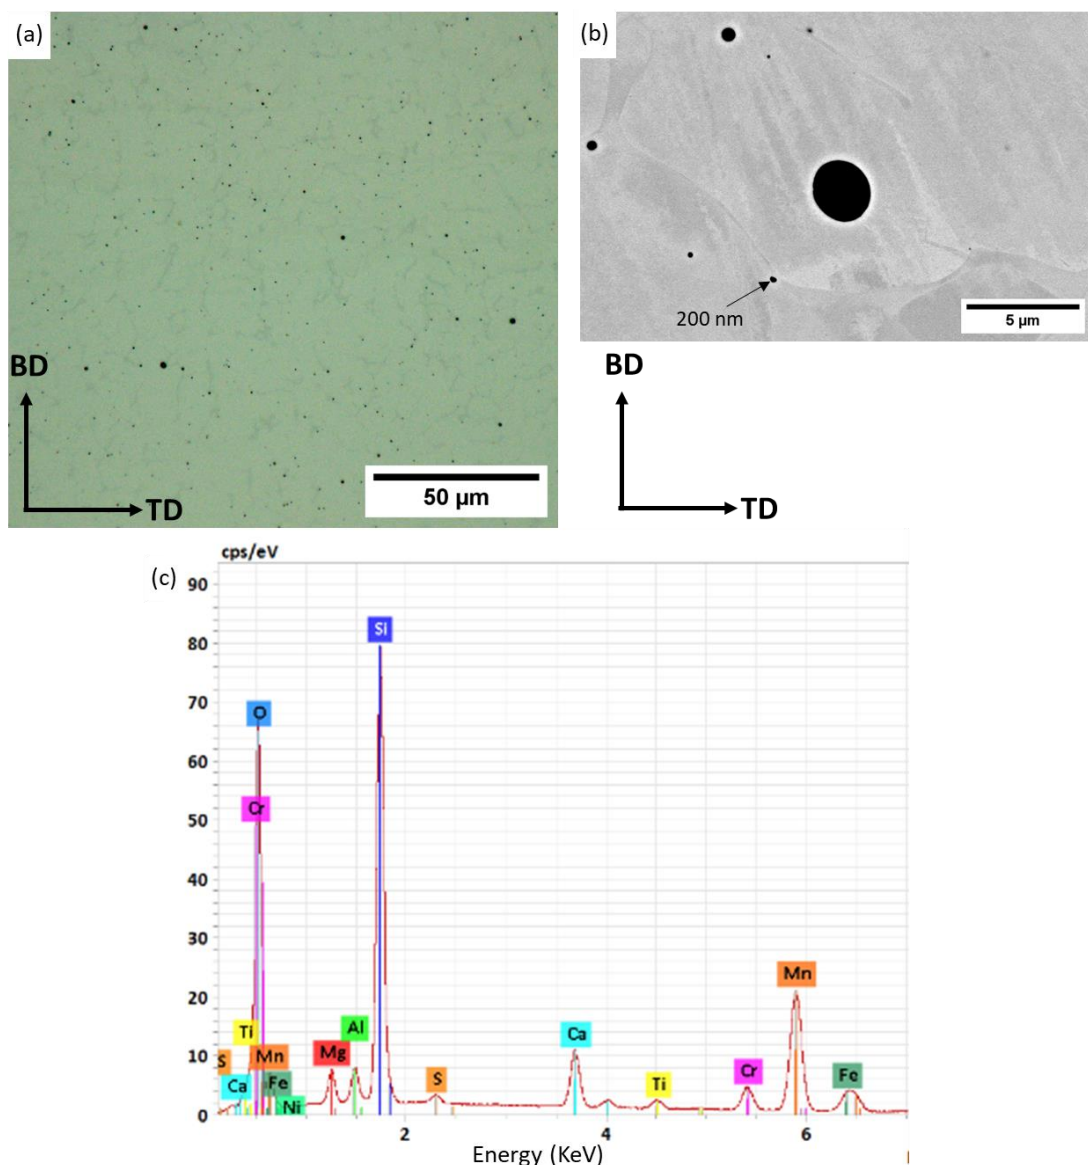 (a)
BD
TD
50 µm
(b)
200 nm
5 µm
BD
TD
(c)
cps/eV
90
80
70
60
50
40
30
20
10
0
Si
O
Cr
Ti
S
Mn
Ca
Fe
Ni
Mg
Al
S
Ca
Ti
Cr
Mn
Fe
2
4
6
Energy (KeV)